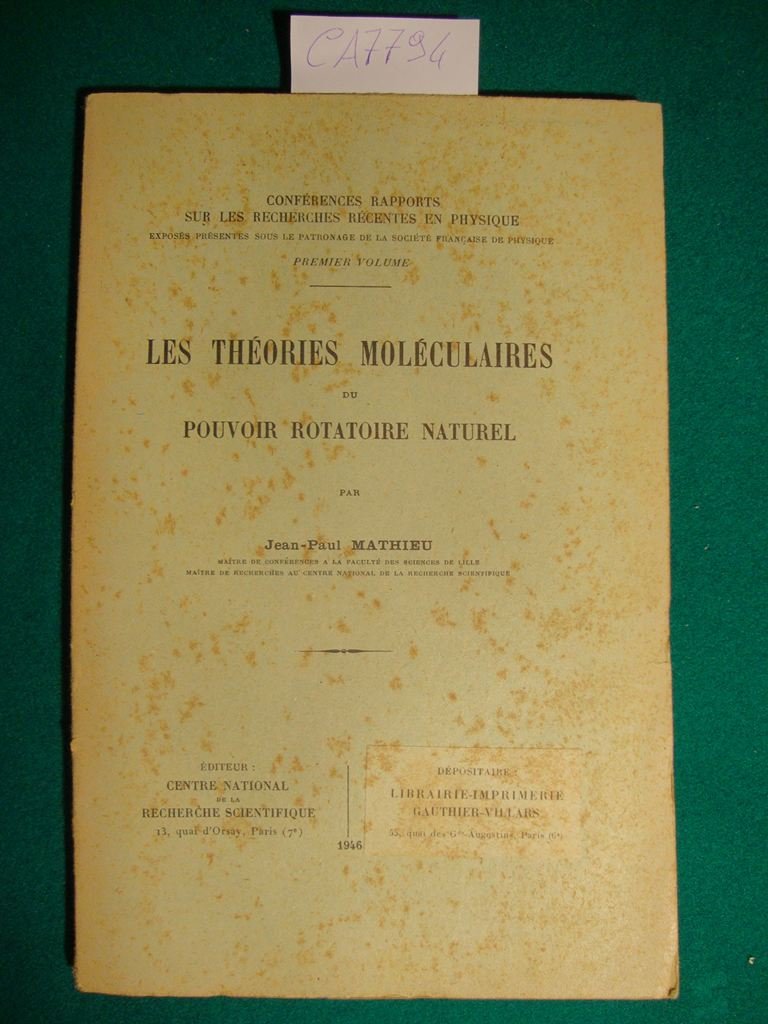 CA7794
CONFÉRENCES RAPPORTS
SUR LES RECHERCHES RÉCENTES EN PHYSIQUE
EXPOSÉS PRÉSENTÉS SOUS LE PATRONAGE DE LA SOCIÉTÉ FRANÇAISE DE PHYSIQUE
PREMIER VOLUME
LES THÉORIES MOLÉCULAIRES
DU
POUVOIR ROTATOIRE NATUREL
PAR
Jean-Paul MATHIEU
MAÎTRE DE CONFÉRENCES A LA FACULTÉ DES SCIENCES DE LILLE
MAÎTRE DE RECHERCHES AU CENTRE NATIONAL DE LA RECHERCHE SCIENTIFIQUE
ÉDITEUR :
CENTRE NATIONAL
DE LA
RECHERCHE SCIENTIFIQUE
13, quai d'Orsay, Paris (7e)
DÉPOSITAIRE :
LIBRAIRIE-IMPRIMERIE
GAUTHIER-VILLARS
55, quai des Gds-Augustins, Paris (6e)
1946